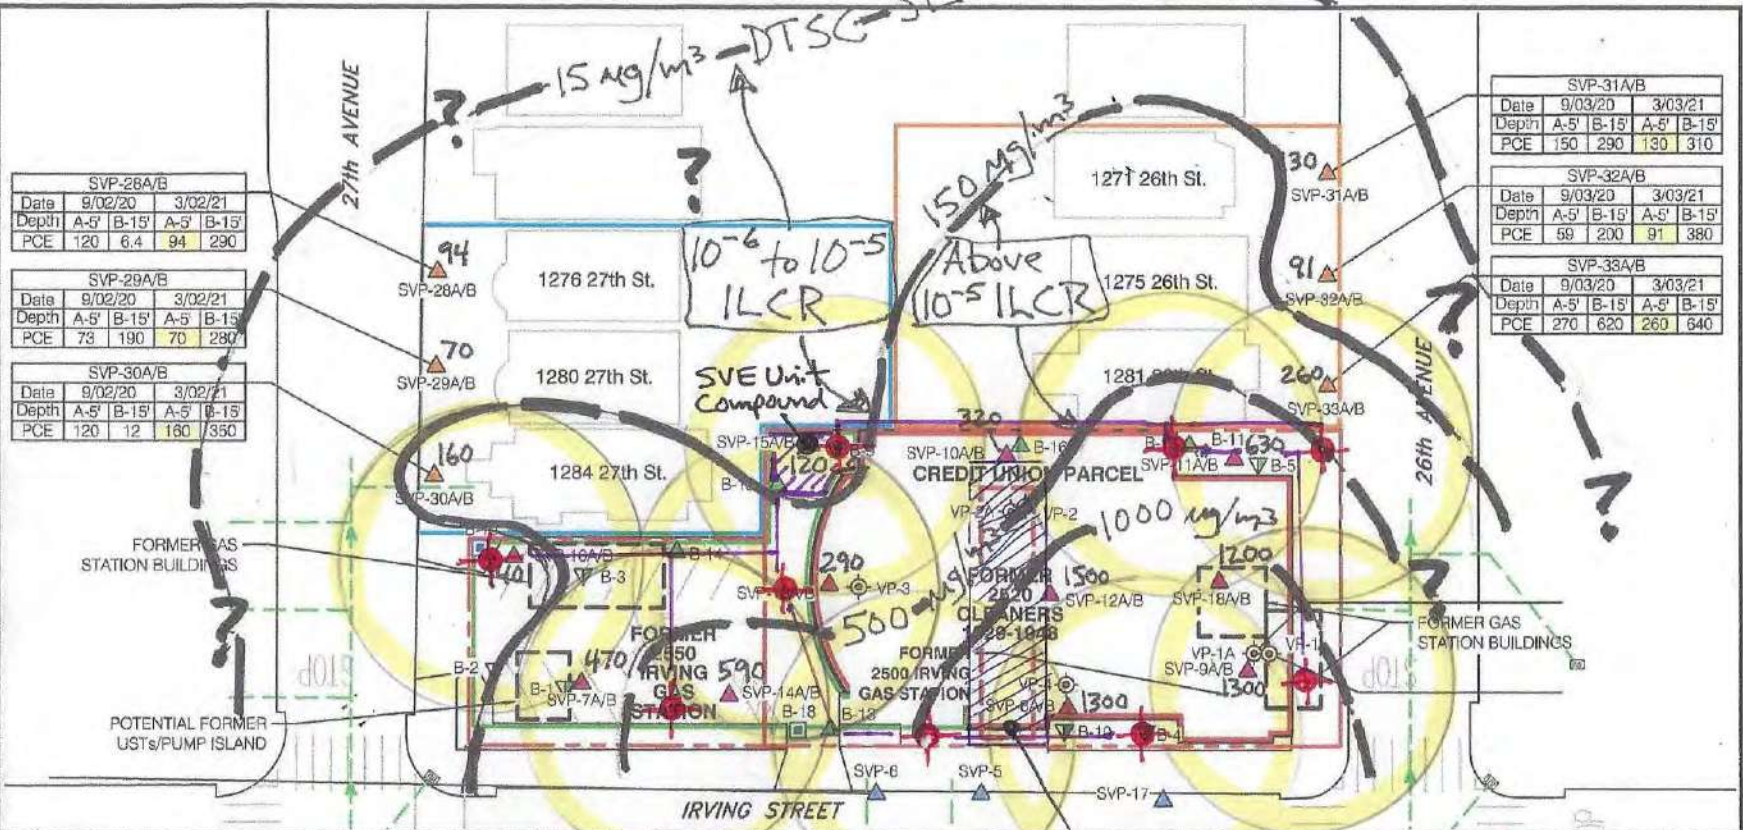 15 µg/m³ — DTSC-SL
27th AVENUE
?
?
150 µg/m³
1271 26th St.
130
SVP-31A/B
SVP-31A/B
Date 9/03/20 3/03/21
Depth A-5' B-15' A-5' B-15'
PCE 150 290 130 310
SVP-32A/B
Date 9/03/20 3/03/21
Depth A-5' B-15' A-5' B-15'
PCE 59 200 91 380
SVP-33A/B
Date 9/03/20 3/03/21
Depth A-5' B-15' A-5' B-15'
PCE 270 620 260 640
SVP-28A/B
Date 9/02/20 3/02/21
Depth A-5' B-15' A-5' B-15'
PCE 120 6.4 94 290
SVP-29A/B
Date 9/02/20 3/02/21
Depth A-5' B-15' A-5' B-15'
PCE 73 190 70 280
SVP-30A/B
Date 9/02/20 3/02/21
Depth A-5' B-15' A-5' B-15'
PCE 120 12 160 350
94
SVP-28A/B
1276 27th St.
10⁻⁶ to 10⁻⁵
ILCR
Above
10⁻⁵ ILCR
1275 26th St.
91
SVP-32A/B
?
70
SVP-29A/B
1280 27th St.
SVE Unit
Compound
1281
260
SVP-33A/B
26th AVENUE
160
SVP-30A/B
1284 27th St.
SVP-15A/B
120
320
SVP-10A/B
B-16
B-11
630
SVP-11A/B
B-5
CREDIT UNION PARCEL
VP-2
1000 µg/m³
?
FORMER GAS
STATION BUILDINGS
B-3
B-14
290
VP-3
FORMER
2520
CLEANERS
1500
SVP-12A/B
1200
SVP-18A/B
?
?
500 µg/m³
FORMER GAS
STATION BUILDINGS
STOP
STOP
B-2
470
SVP-7A/B
FORMER
2550
IRVING
GAS
STATION
590
SVP-14A/B
FORMER
2500 IRVING
GAS STATION
VP-1A
SVP-9A/B
1300
1300
POTENTIAL FORMER
USTs/PUMP ISLAND
B-18
B-13
B-4
SVP-6
SVP-5
SVP-17
IRVING STREET